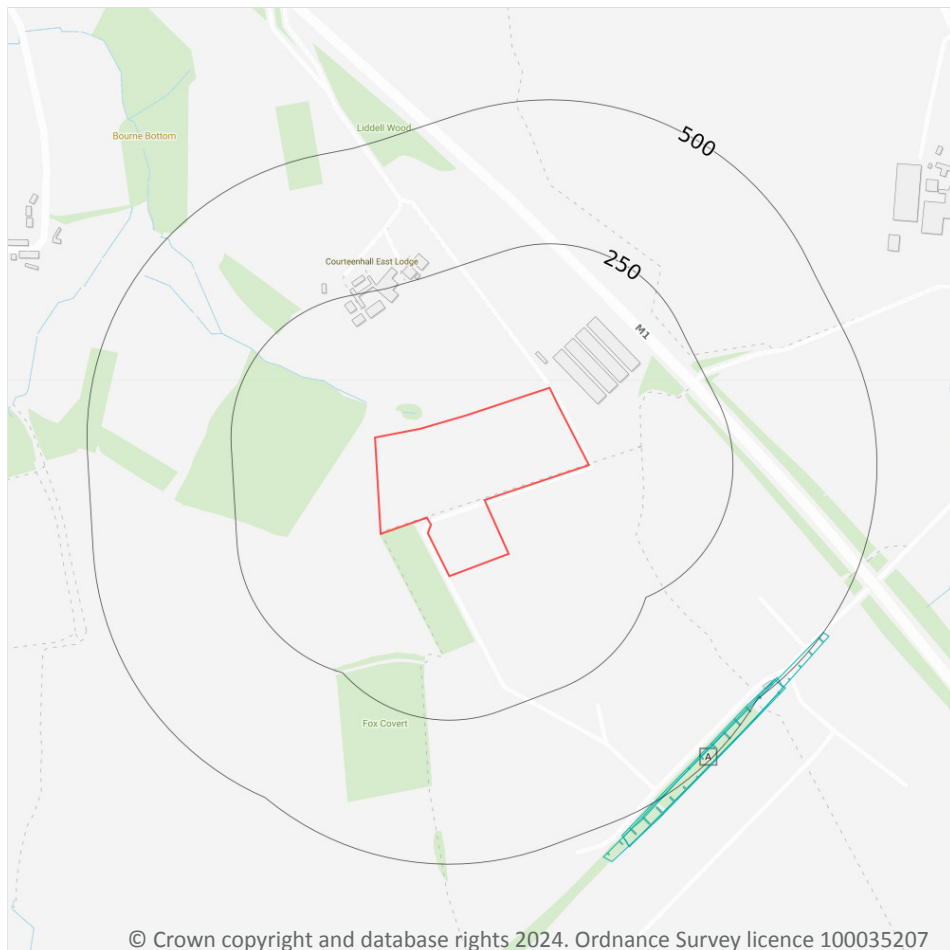 Liddell Wood
500
Bourne Bottom
Courteenhall East Lodge
250
M1
Fox Covert
A
© Crown copyright and database rights 2024. Ordnance Survey licence 100035207